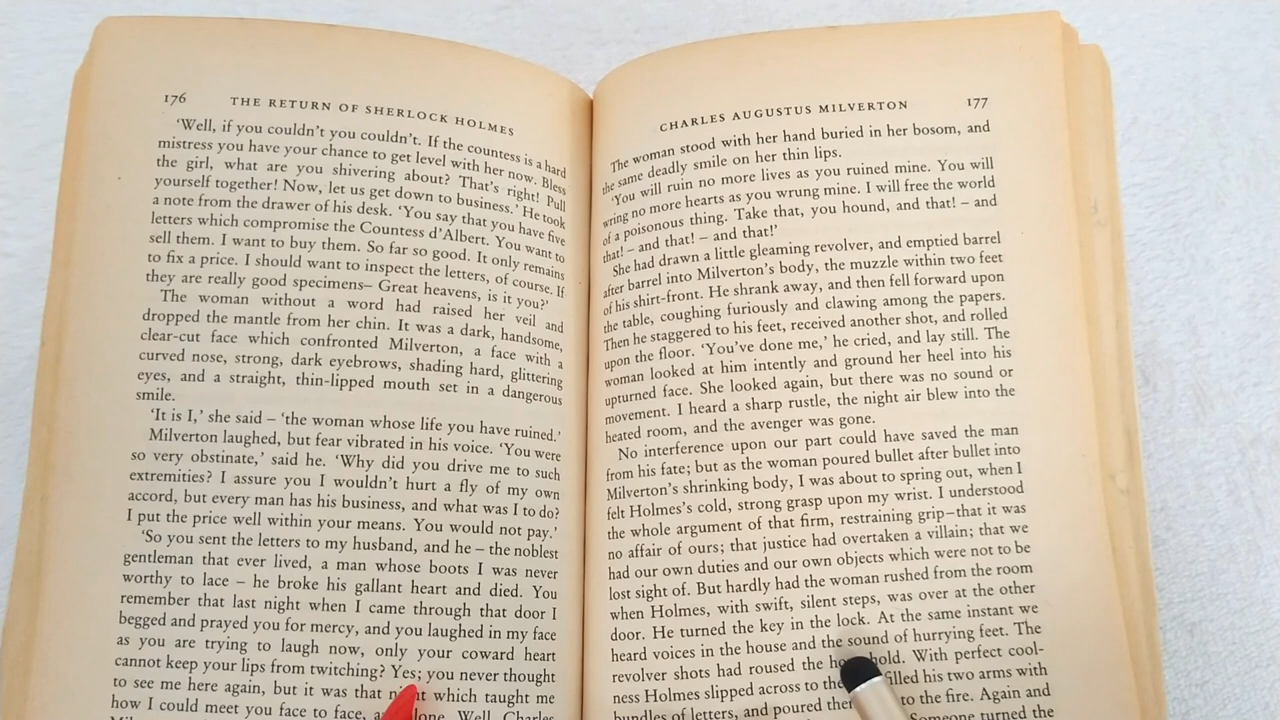 176 THE RETURN OF SHERLOCK HOLMES
'Well, if you couldn't you couldn't. If the countess is a hard
mistress you have your chance to get level with her now. Bless
the girl, what are you shivering about? That's right! Pull
yourself together! Now, let us get down to business.' He took
a note from the drawer of his desk. 'You say that you have five
letters which compromise the Countess d'Albert. You want to
sell them. I want to buy them. So far so good. It only remains
to fix a price. I should want to inspect the letters, of course. If
they are really good specimens– Great heavens, is it you?'
The woman without a word had raised her veil and
dropped the mantle from her chin. It was a dark, handsome,
clear-cut face which confronted Milverton, a face with a
curved nose, strong, dark eyebrows, shading hard, glittering
eyes, and a straight, thin-lipped mouth set in a dangerous
smile.
'It is I,' she said – 'the woman whose life you have ruined.'
Milverton laughed, but fear vibrated in his voice. 'You were
so very obstinate,' said he. 'Why did you drive me to such
extremities? I assure you I wouldn't hurt a fly of my own
accord, but every man has his business, and what was I to do?
I put the price well within your means. You would not pay.'
'So you sent the letters to my husband, and he – the noblest
gentleman that ever lived, a man whose boots I was never
worthy to lace – he broke his gallant heart and died. You
remember that last night when I came through that door I
begged and prayed you for mercy, and you laughed in my face
as you are trying to laugh now, only your coward heart
cannot keep your lips from twitching? Yes; you never thought
to see me here again, but it was that which taught me
how I could meet you face to face, Well, Charles
CHARLES AUGUSTUS MILVERTON 177
The woman stood with her hand buried in her bosom, and
the same deadly smile on her thin lips.
'You will ruin no more lives as you ruined mine. You will
wring no more hearts as you wrung mine. I will free the world
of a poisonous thing. Take that, you hound, and that! – and
that! – and that! – and that!'
She had drawn a little gleaming revolver, and emptied barrel
after barrel into Milverton's body, the muzzle within two feet
of his shirt-front. He shrank away, and then fell forward upon
the table, coughing furiously and clawing among the papers.
Then he staggered to his feet, received another shot, and rolled
upon the floor. 'You've done me,' he cried, and lay still. The
woman looked at him intently and ground her heel into his
upturned face. She looked again, but there was no sound or
movement. I heard a sharp rustle, the night air blew into the
heated room, and the avenger was gone.
No interference upon our part could have saved the man
from his fate; but as the woman poured bullet after bullet into
Milverton's shrinking body, I was about to spring out, when I
felt Holmes's cold, strong grasp upon my wrist. I understood
the whole argument of that firm, restraining grip–that it was
no affair of ours; that justice had overtaken a villain; that we
had our own duties and our own objects which were not to be
lost sight of. But hardly had the woman rushed from the room
when Holmes, with swift, silent steps, was over at the other
door. He turned the key in the lock. At the same instant we
heard voices in the house and the sound of hurrying feet. The
revolver shots had roused the household. With perfect cool-
ness Holmes slipped across to the filled his two arms with
bundles of letters, and poured to the fire. Again and
Someone turned the